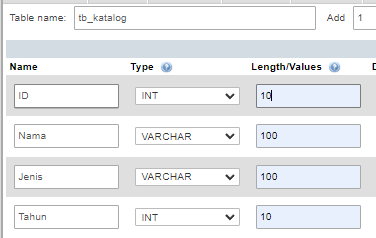 Table name: tb_katalog Add 1
Name Type Length/Values
ID INT 10
Nama VARCHAR 100
Jenis VARCHAR 100
Tahun INT 10